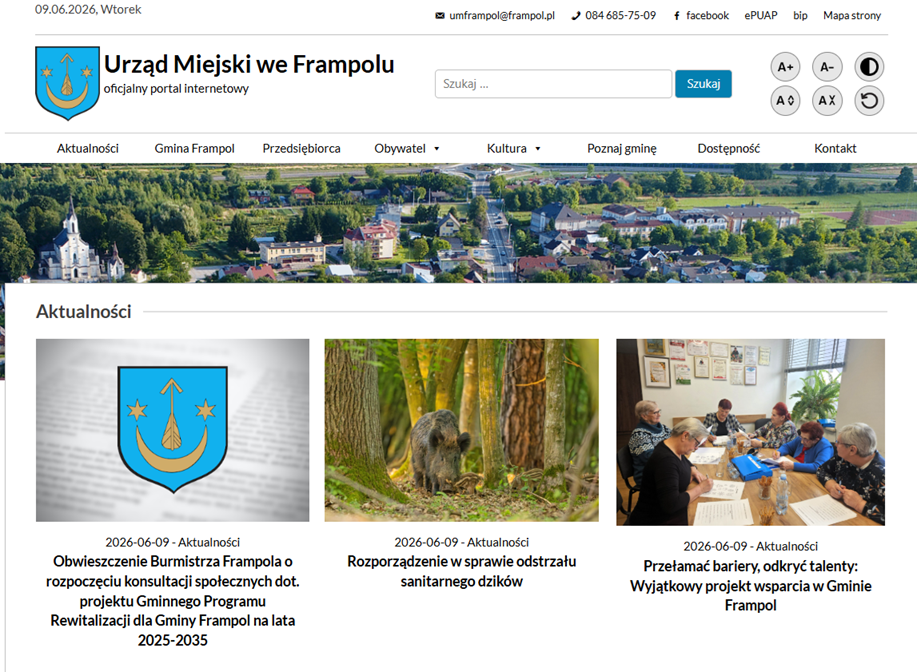 09.06.2026, Wtorek
umframpol@frampol.pl 084 685-75-09 facebook ePUAP bip Mapa strony
Urząd Miejski we Frampolu
oficjalny portal internetowy
Szukaj ... Szukaj
A+ A-
A A X
Aktualności Gmina Frampol Przedsiębiorca Obywatel Kultura Poznaj gminę Dostępność Kontakt
Aktualności
2026-06-09 - Aktualności
Obwieszczenie Burmistrza Frampola o
rozpoczęciu konsultacji społecznych dot.
projektu Gminnego Programu
Rewitalizacji dla Gminy Frampol na lata
2025-2035
2026-06-09 - Aktualności
Rozporządzenie w sprawie odstrzału
sanitarnego dzików
2026-06-09 - Aktualności
Przełamać bariery, odkryć talenty:
Wyjątkowy projekt wsparcia w Gminie
Frampol